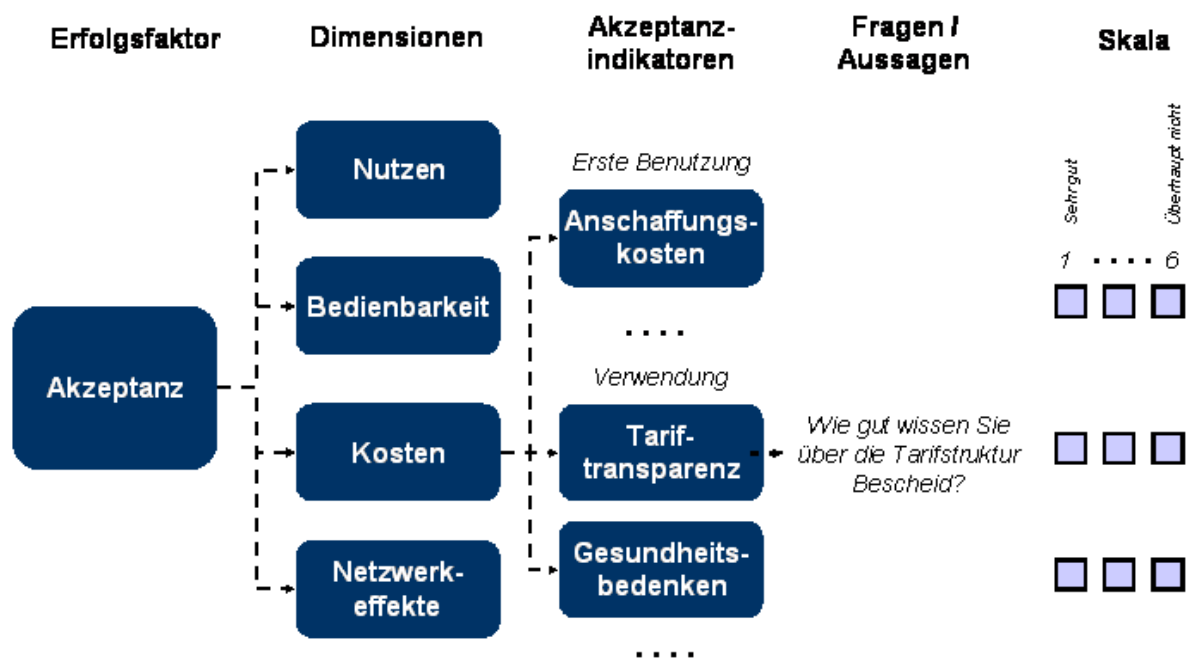 Erfolgsfaktor
Dimensionen
Akzeptanz-
indikatoren
Fragen /
Aussagen
Skala
Akzeptanz
Nutzen
Bedienbarkeit
Kosten
Netzwerk-
effekte
Erste Benutzung
Anschaffungs-
kosten
. . . .
Verwendung
Tarif-
transparenz
Gesundheits-
bedenken
. . . .
Wie gut wissen Sie
über die Tarifstruktur
Bescheid?
Sehr gut
Überhaupt nicht
1 . . . . 6